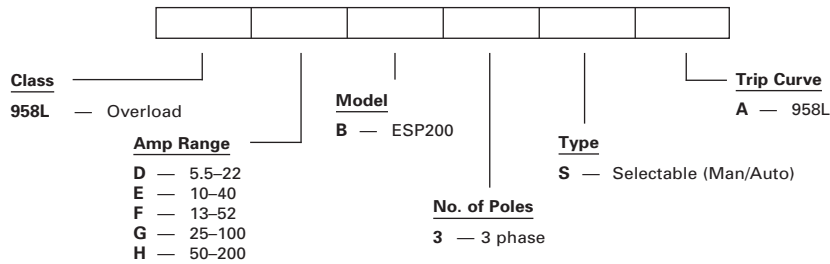 Class
958L — Overload
Amp Range
D — 5.5–22
E — 10–40
F — 13–52
G — 25–100
H — 50–200
Model
B — ESP200
No. of Poles
3 — 3 phase
Type
S — Selectable (Man/Auto)
Trip Curve
A — 958L